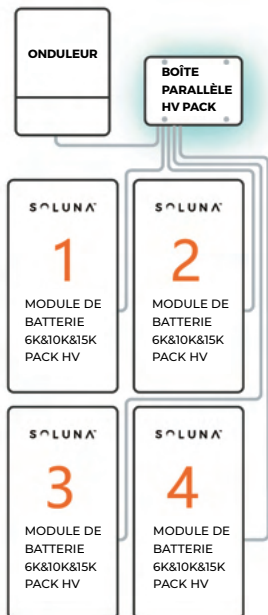 ONDULEUR
BOÎTE
PARALLÈLE
HV PACK
SOLUNA
1
MODULE DE
BATTERIE
6K&10K&15K
PACK HV
SOLUNA
2
MODULE DE
BATTERIE
6K&10K&15K
PACK HV
SOLUNA
3
MODULE DE
BATTERIE
6K&10K&15K
PACK HV
SOLUNA
4
MODULE DE
BATTERIE
6K&10K&15K
PACK HV